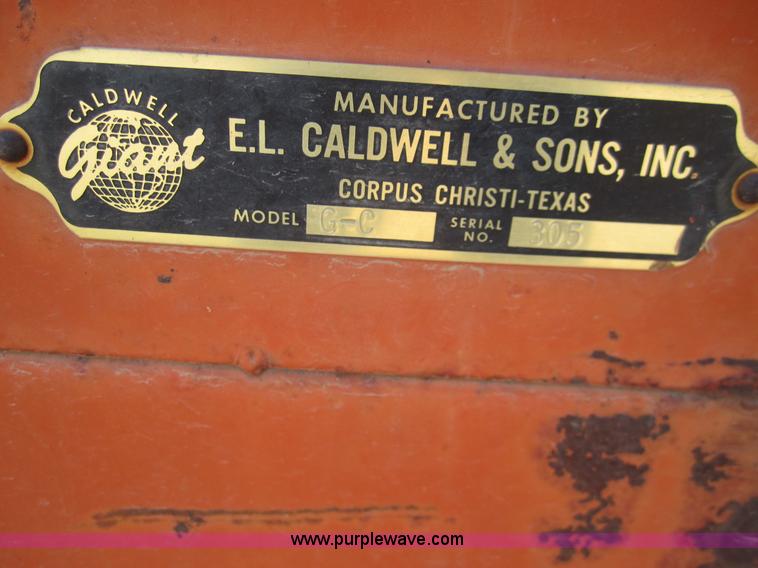 CALDWELL
Giant
MANUFACTURED BY
E.L. CALDWELL & SONS, INC.
CORPUS CHRISTI-TEXAS
MODEL G-C SERIAL NO. 305
www.purplewave.com